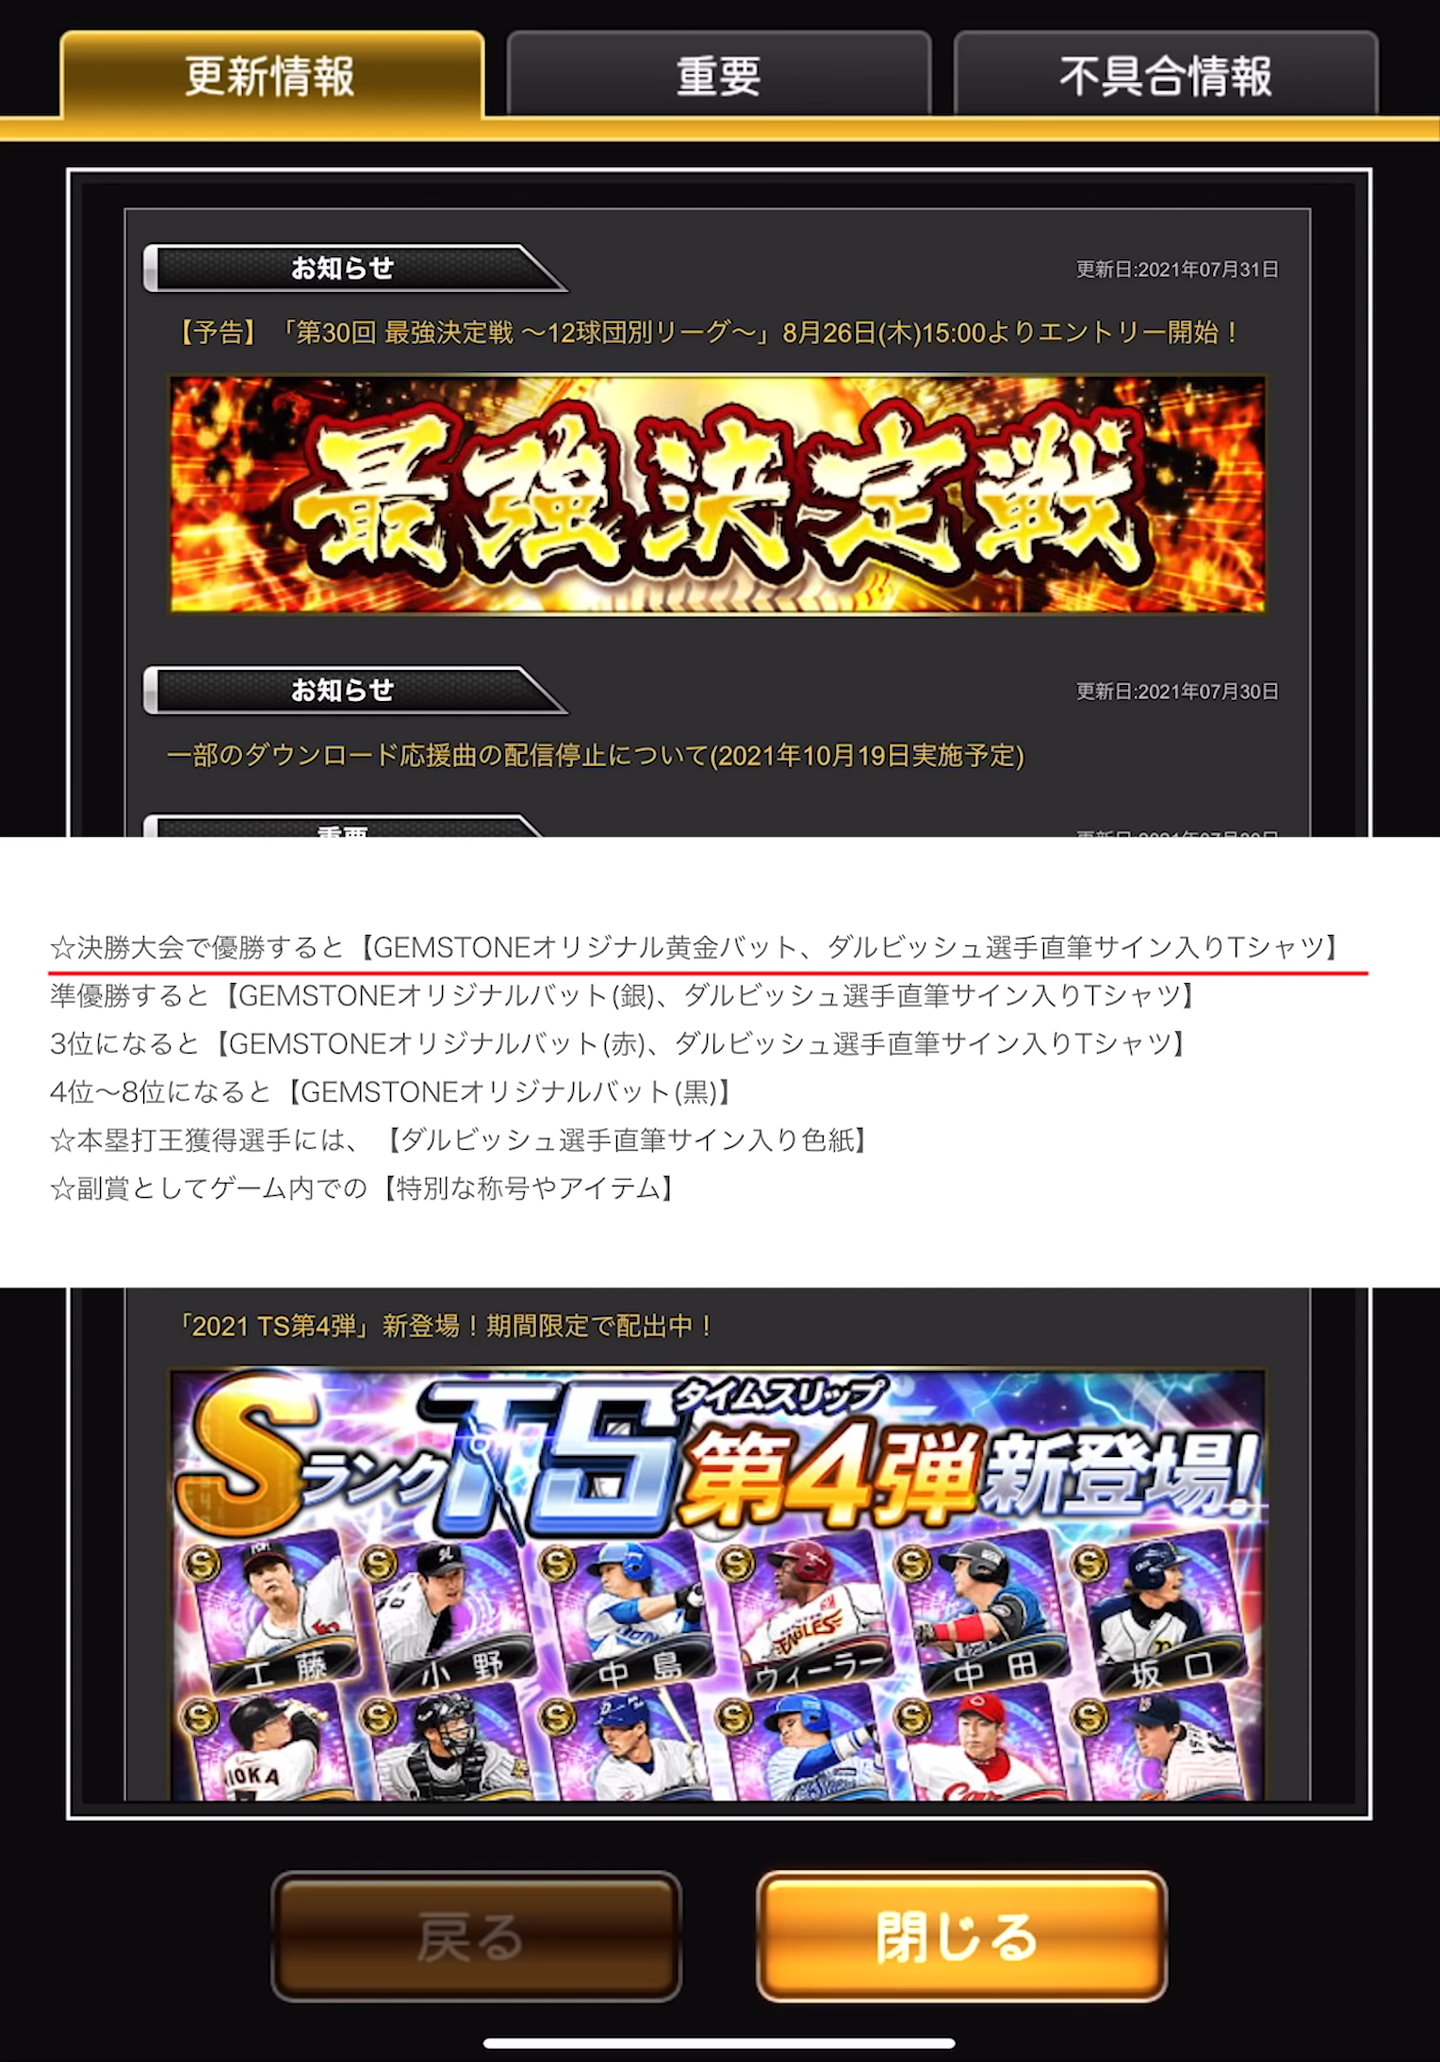 更新情報
重要
不具合情報
お知らせ
更新日:2021年07月31日
【予告】「第30回 最強決定戦 ～12球団別リーグ～」8月26日(木)15:00よりエントリー開始！
最強決定戦
お知らせ
更新日:2021年07月30日
一部のダウンロード応援曲の配信停止について(2021年10月19日実施予定)
重要
更新日:2021年07月30日
☆決勝大会で優勝すると【GEMSTONEオリジナル黄金バット、ダルビッシュ選手直筆サイン入りTシャツ】
準優勝すると【GEMSTONEオリジナルバット(銀)、ダルビッシュ選手直筆サイン入りTシャツ】
3位になると【GEMSTONEオリジナルバット(赤)、ダルビッシュ選手直筆サイン入りTシャツ】
4位～8位になると【GEMSTONEオリジナルバット(黒)】
☆本塁打王獲得選手には、【ダルビッシュ選手直筆サイン入り色紙】
☆副賞としてゲーム内での【特別な称号やアイテム】
「2021 TS第4弾」新登場！期間限定で配出中！
Sランク TS タイムスリップ 第4弾 新登場!
S S S S S S
EAGLES
工藤 小野 中島 ウィーラー 中田 坂口
S S S S S S
IOKA
戻る
閉じる